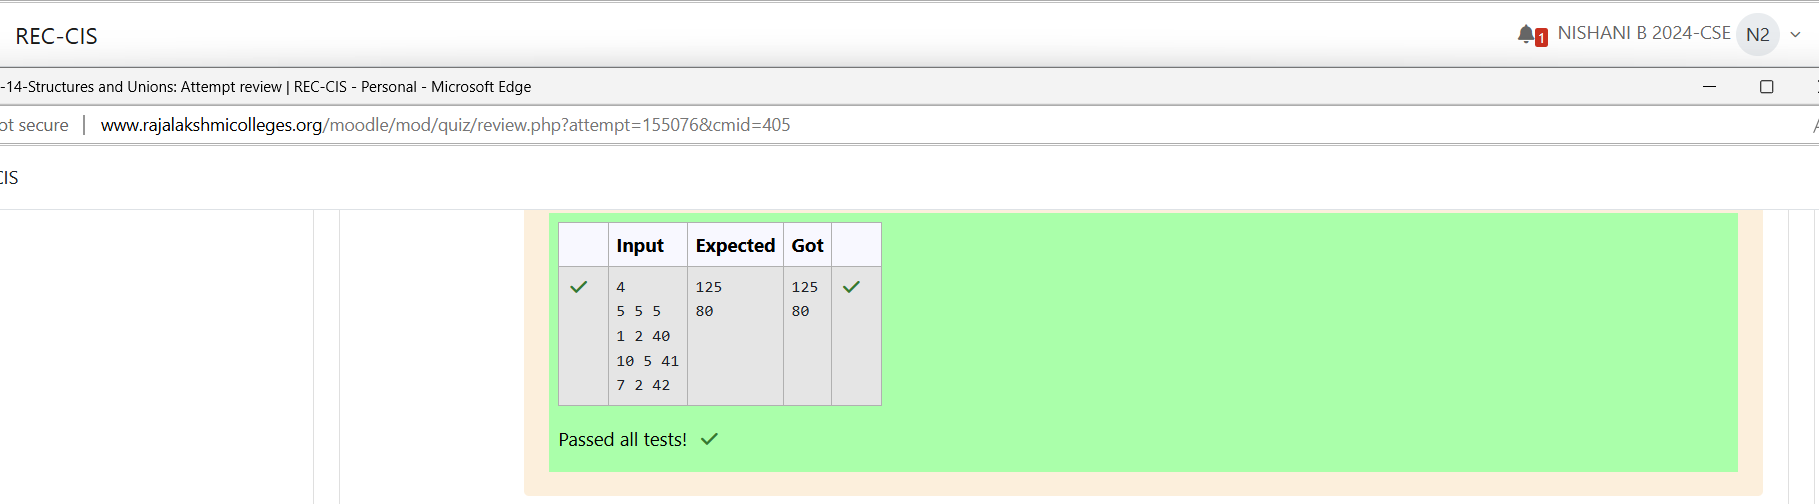 REC-CIS
1 NISHANI B 2024-CSE N2
-14-Structures and Unions: Attempt review | REC-CIS - Personal - Microsoft Edge
ot secure | www.rajalakshmicolleges.org/moodle/mod/quiz/review.php?attempt=155076&cmid=405
CIS
Input Expected Got
4 125 125
5 5 5 80 80
1 2 40
10 5 41
7 2 42
Passed all tests!